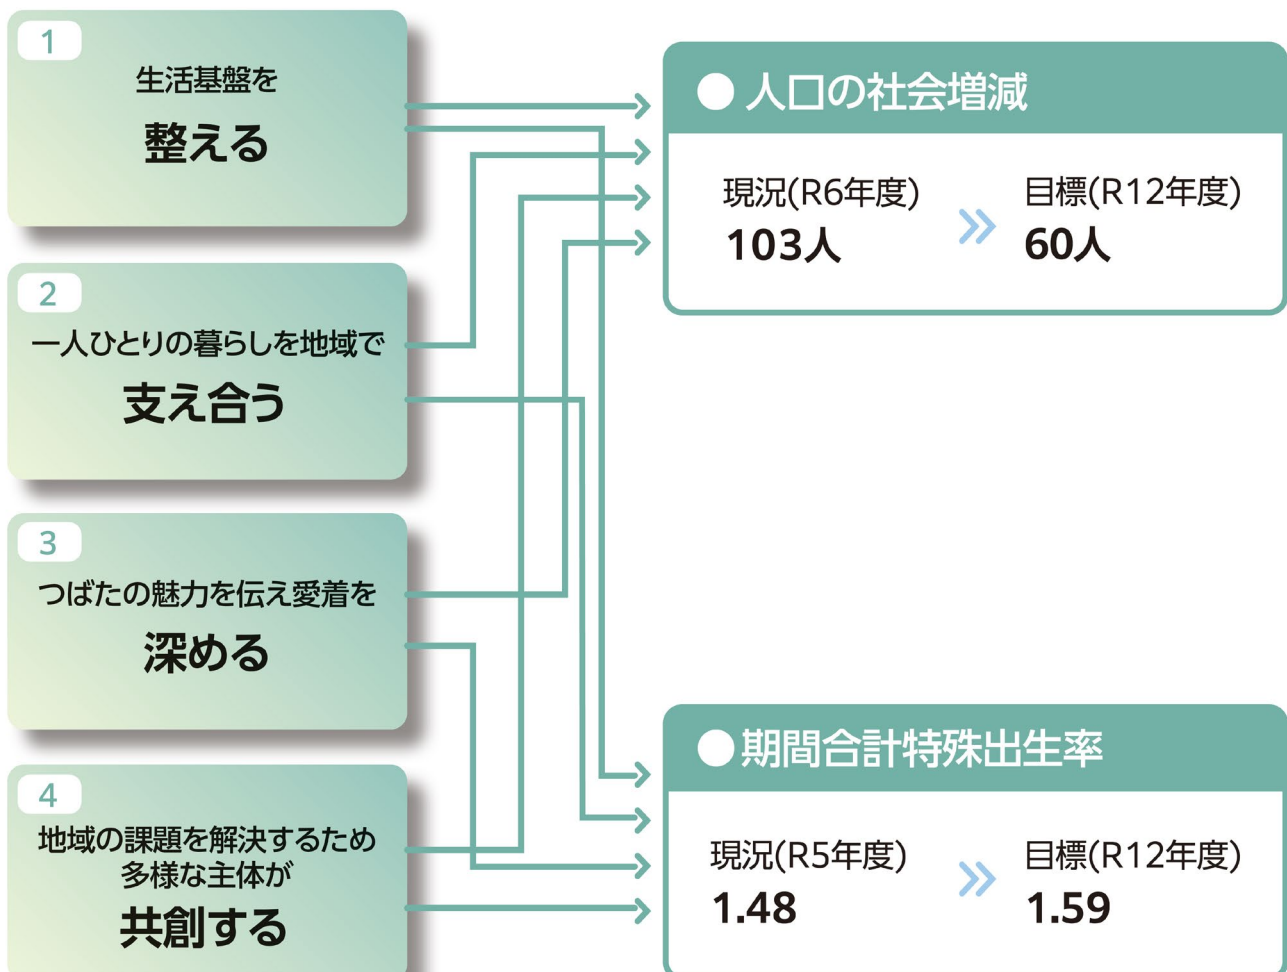 1
生活基盤を
整える
2
一人ひとりの暮らしを地域で
支え合う
3
つばたの魅力を伝え愛着を
深める
4
地域の課題を解決するため
多様な主体が
共創する
●人口の社会増減
現況(R6年度)
103人
目標(R12年度)
60人
●期間合計特殊出生率
現況(R5年度)
1.48
目標(R12年度)
1.59